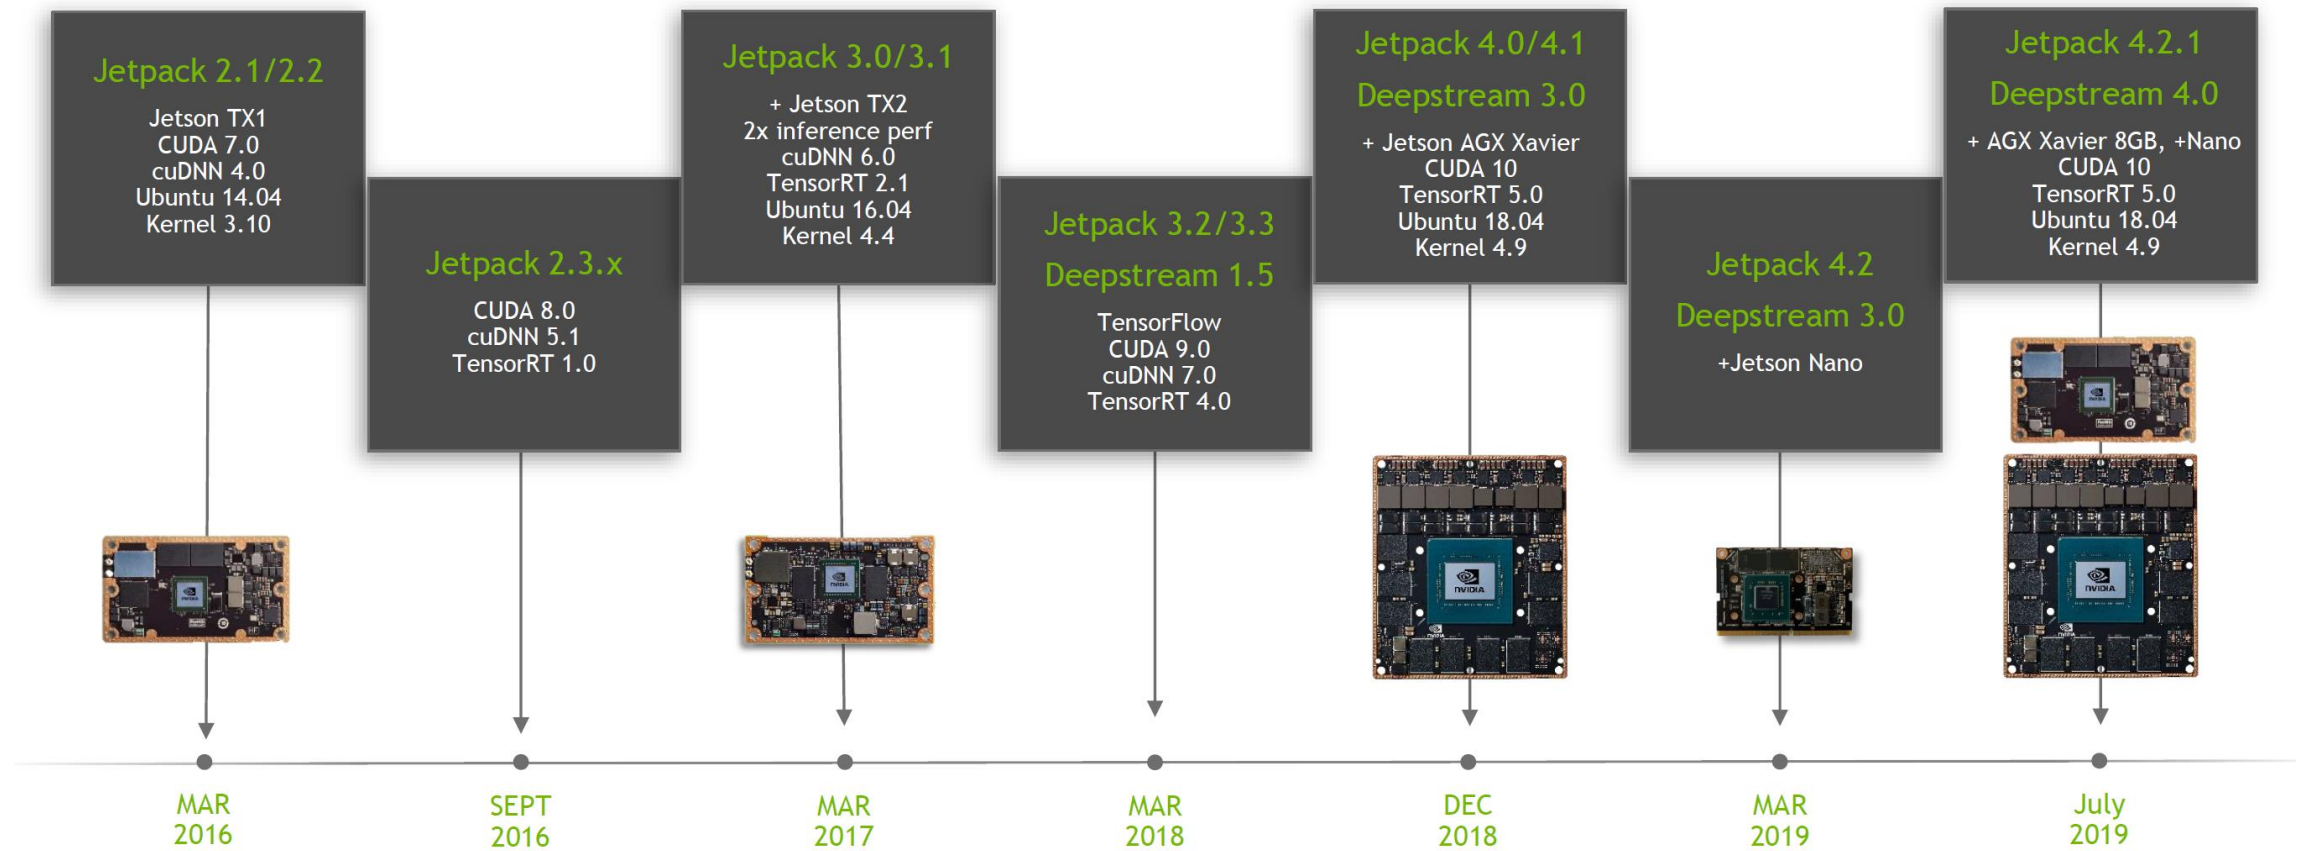 Jetpack 2.1/2.2
Jetson TX1
CUDA 7.0
cuDNN 4.0
Ubuntu 14.04
Kernel 3.10
Jetpack 2.3.x
CUDA 8.0
cuDNN 5.1
TensorRT 1.0
Jetpack 3.0/3.1
+ Jetson TX2
2x inference perf
cuDNN 6.0
TensorRT 2.1
Ubuntu 16.04
Kernel 4.4
Jetpack 3.2/3.3
Deepstream 1.5
TensorFlow
CUDA 9.0
cuDNN 7.0
TensorRT 4.0
Jetpack 4.0/4.1
Deepstream 3.0
+ Jetson AGX Xavier
CUDA 10
TensorRT 5.0
Ubuntu 18.04
Kernel 4.9
Jetpack 4.2
Deepstream 3.0
+Jetson Nano
Jetpack 4.2.1
Deepstream 4.0
+ AGX Xavier 8GB, +Nano
CUDA 10
TensorRT 5.0
Ubuntu 18.04
Kernel 4.9
NVIDIA
NVIDIA
NVIDIA
NVIDIA
NVIDIA
MAR
2016
SEPT
2016
MAR
2017
MAR
2018
DEC
2018
MAR
2019
July
2019